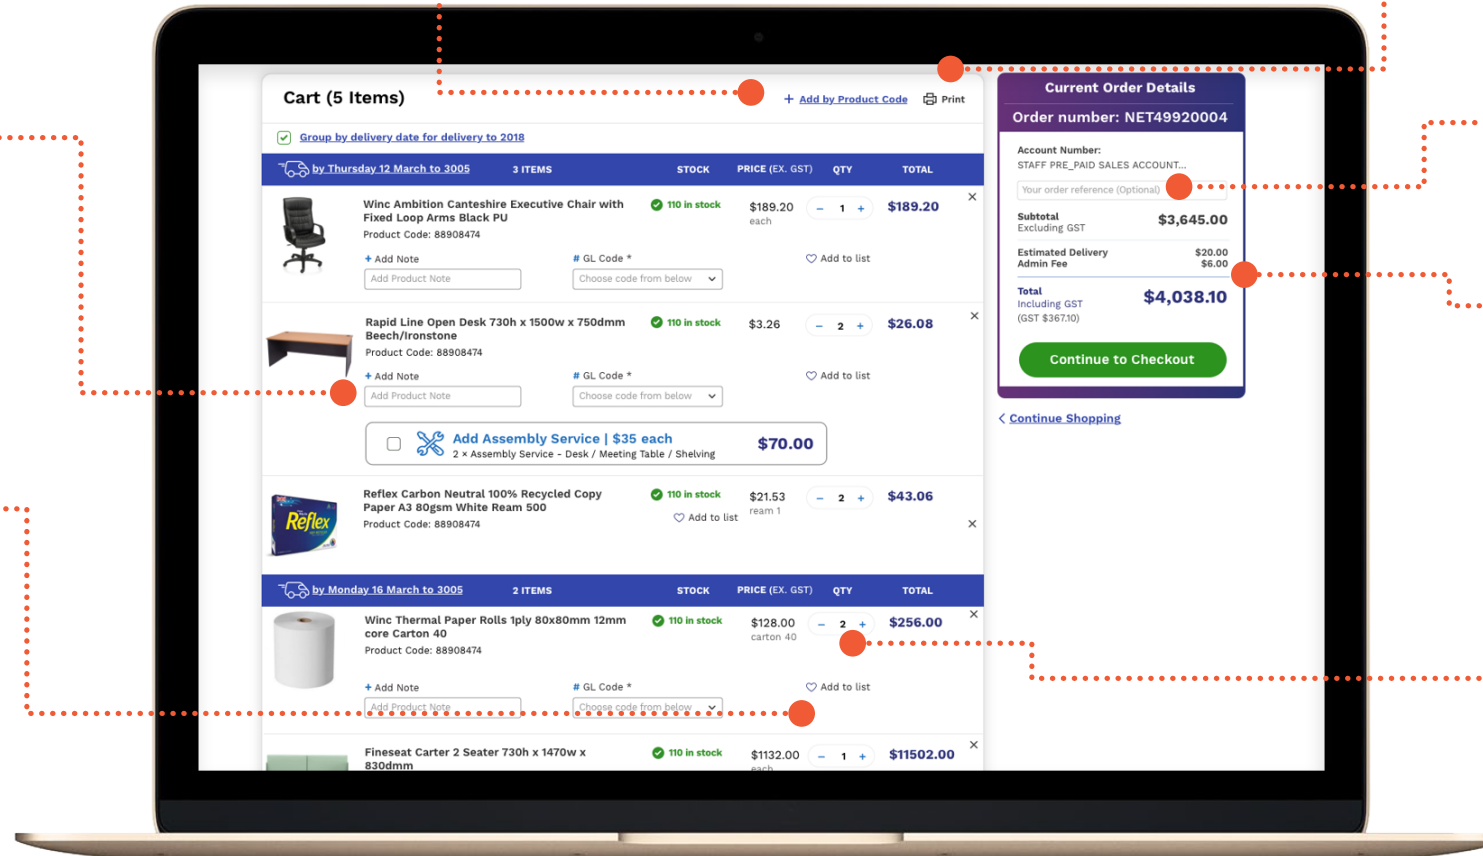 Cart (5 Items)
+ Add by Product Code
Print
Group by delivery date for delivery to 2018
by Thursday 12 March to 3005 3 ITEMS STOCK PRICE (EX. GST) QTY TOTAL
Winc Ambition Canteshire Executive Chair with
Fixed Loop Arms Black PU
Product Code: 88908474
110 in stock
$189.20
each
− 1 +
$189.20
+ Add Note
# GL Code *
Add to list
Add Product Note
Choose code from below
Rapid Line Open Desk 730h x 1500w x 750dmm
Beech/Ironstone
Product Code: 88908474
110 in stock
$3.26
− 2 +
$26.08
+ Add Note
# GL Code *
Add to list
Add Product Note
Choose code from below
Add Assembly Service | $35 each
2 × Assembly Service - Desk / Meeting Table / Shelving
$70.00
Reflex
Reflex Carbon Neutral 100% Recycled Copy
Paper A3 80gsm White Ream 500
Product Code: 88908474
110 in stock
Add to list
$21.53
ream 1
− 2 +
$43.06
by Monday 16 March to 3005 2 ITEMS STOCK PRICE (EX. GST) QTY TOTAL
Winc Thermal Paper Rolls 1ply 80x80mm 12mm
core Carton 40
Product Code: 88908474
110 in stock
$128.00
carton 40
− 2 +
$256.00
+ Add Note
# GL Code *
Add to list
Add Product Note
Choose code from below
Fineseat Carter 2 Seater 730h x 1470w x
830dmm
110 in stock
$1132.00
each
− 1 +
$11502.00
Current Order Details
Order number: NET49920004
Account Number:
STAFF PRE_PAID SALES ACCOUNT...
Your order reference (Optional)
Subtotal
Excluding GST
$3,645.00
Estimated Delivery $20.00
Admin Fee $6.00
Total
Including GST
(GST $367.10)
$4,038.10
Continue to Checkout
Continue Shopping